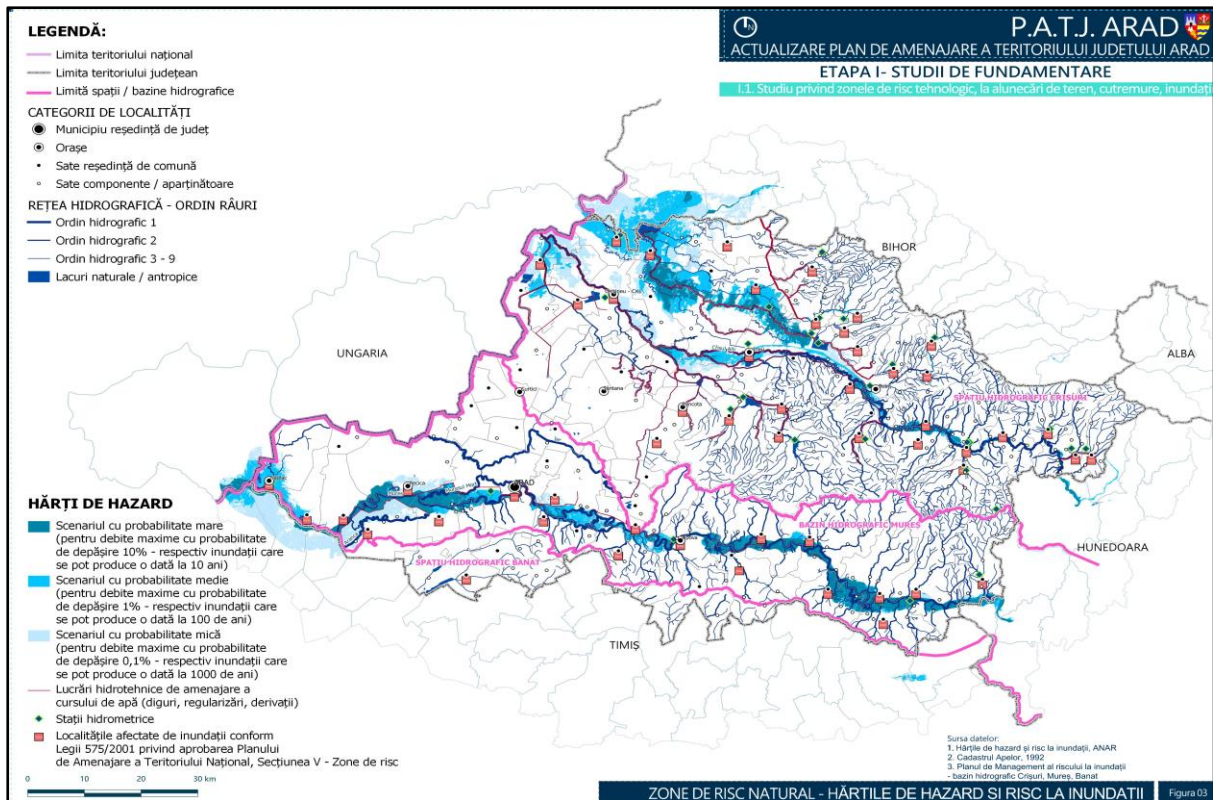 LEGENDĂ:
Limita teritoriului național
Limita teritoriului județean
Limită spații / bazine hidrografice
CATEGORII DE LOCALITĂȚI
Municipiu reședință de județ
Orașe
Sate reședință de comună
Sate componente / aparținătoare
REȚEA HIDROGRAFICĂ - ORDIN RÂURI
Ordin hidrografic 1
Ordin hidrografic 2
Ordin hidrografic 3 - 9
Lacuri naturale / antropice
P.A.T.J. ARAD
ACTUALIZARE PLAN DE AMENAJARE A TERITORIULUI JUDETULUI ARAD
ETAPA I- STUDII DE FUNDAMENTARE
I.1. Studiu privind zonele de risc tehnologic, la alunecări de teren, cutremure, inundați
BIHOR
UNGARIA
ALBA
SPAȚIU HIDROGRAFIC CRIȘURI
BAZIN HIDROGRAFIC MUREȘ
HUNEDOARA
SPAȚIU HIDROGRAFIC BANAT
TIMIȘ
HĂRȚI DE HAZARD
Scenariul cu probabilitate mare
(pentru debite maxime cu probabilitate
de depășire 10% - respectiv inundații care
se pot produce o dată la 10 ani)
Scenariul cu probabilitate medie
(pentru debite maxime cu probabilitate
de depășire 1% - respectiv inundații care
se pot produce o dată la 100 de ani)
Scenariul cu probabilitate mică
(pentru debite maxime cu probabilitate
de depășire 0,1% - respectiv inundații care
se pot produce o dată la 1000 de ani)
Lucrări hidrotehnice de amenajare a
cursului de apă (diguri, regularizări, derivații)
Stații hidrometrice
Localitățile afectate de inundații conform
Legii 575/2001 privind aprobarea Planului
de Amenajare a Teritoriului Național, Secțiunea V - Zone de risc
0 10 20 30 km
Sursa datelor:
1. Hărțile de hazard și risc la inundații, ANAR
2. Cadastrul Apelor, 1992
3. Planul de Management al riscului la inundații
- bazin hidrografic Crișuri, Mureș, Banat
ZONE DE RISC NATURAL - HĂRȚILE DE HAZARD SI RISC LA INUNDAȚII
Figura 03